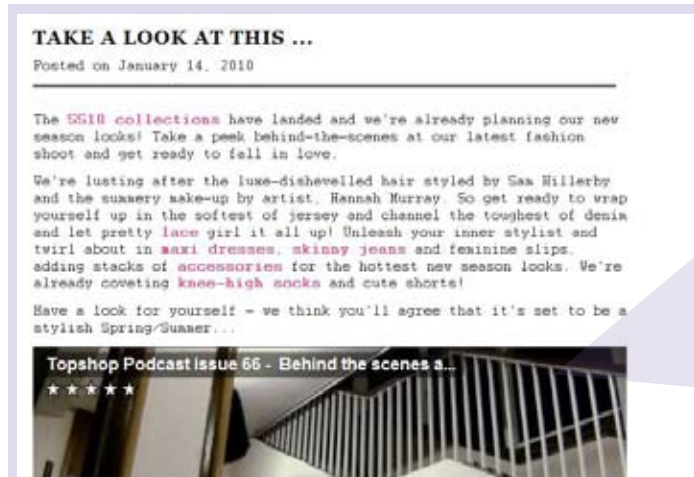 TAKE A LOOK AT THIS ...
Posted on January 14, 2010
The SS10 collections have landed and we're already planning our new
season looks! Take a peek behind-the-scenes at our latest fashion
shoot and get ready to fall in love.
We're lusting after the luxe-dishevelled hair styled by Sam Hillerby
and the summery make-up by artist, Hannah Murray. So get ready to wrap
yourself up in the softest of jersey and channel the toughest of denim
and let pretty lace girl it all up! Unleash your inner stylist and
twirl about in maxi dresses, skinny jeans and feminine slips,
adding stacks of accessories for the hottest new season looks. We're
already coveting knee-high socks and cute shorts!
Have a look for yourself - we think you'll agree that it's set to be a
stylish Spring/Summer...
Topshop Podcast issue 66 - Behind the scenes a...